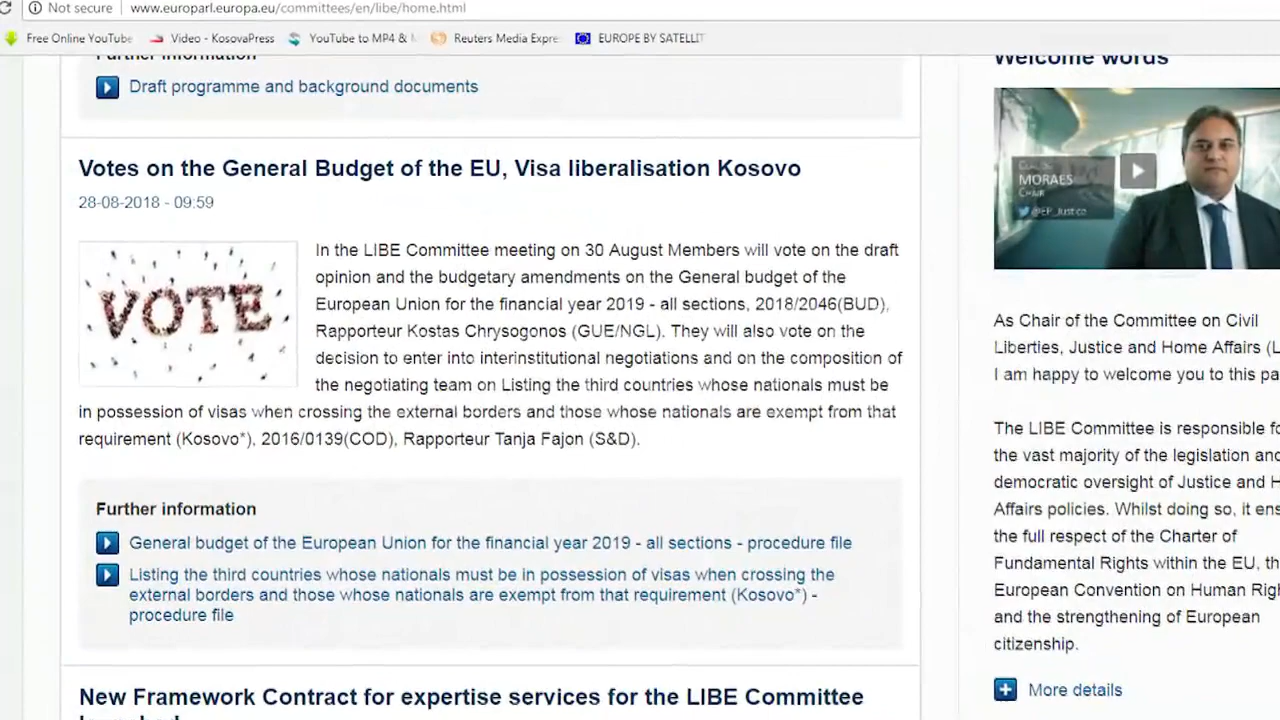 Not secure www.europarl.europa.eu/committees/en/libe/home.html
Free Online YouTube Video - KosovaPress YouTube to MP4 & Reuters Media Expre EUROPE BY SATELLIT
Further information
Draft programme and background documents
Votes on the General Budget of the EU, Visa liberalisation Kosovo
28-08-2018 - 09:59
VOTE
In the LIBE Committee meeting on 30 August Members will vote on the draft
opinion and the budgetary amendments on the General budget of the
European Union for the financial year 2019 - all sections, 2018/2046(BUD),
Rapporteur Kostas Chrysogonos (GUE/NGL). They will also vote on the
decision to enter into interinstitutional negotiations and on the composition of
the negotiating team on Listing the third countries whose nationals must be
in possession of visas when crossing the external borders and those whose nationals are exempt from that
requirement (Kosovo*), 2016/0139(COD), Rapporteur Tanja Fajon (S&D).
Further information
General budget of the European Union for the financial year 2019 - all sections - procedure file
Listing the third countries whose nationals must be in possession of visas when crossing the
external borders and those whose nationals are exempt from that requirement (Kosovo*) -
procedure file
New Framework Contract for expertise services for the LIBE Committee
Welcome words
MORAES
CHAIR
@EP_Justice
As Chair of the Committee on Civil
Liberties, Justice and Home Affairs (L
I am happy to welcome you to this pa
The LIBE Committee is responsible fo
the vast majority of the legislation and
democratic oversight of Justice and H
Affairs policies. Whilst doing so, it ens
the full respect of the Charter of
Fundamental Rights within the EU, th
European Convention on Human Righ
and the strengthening of European
citizenship.
More details